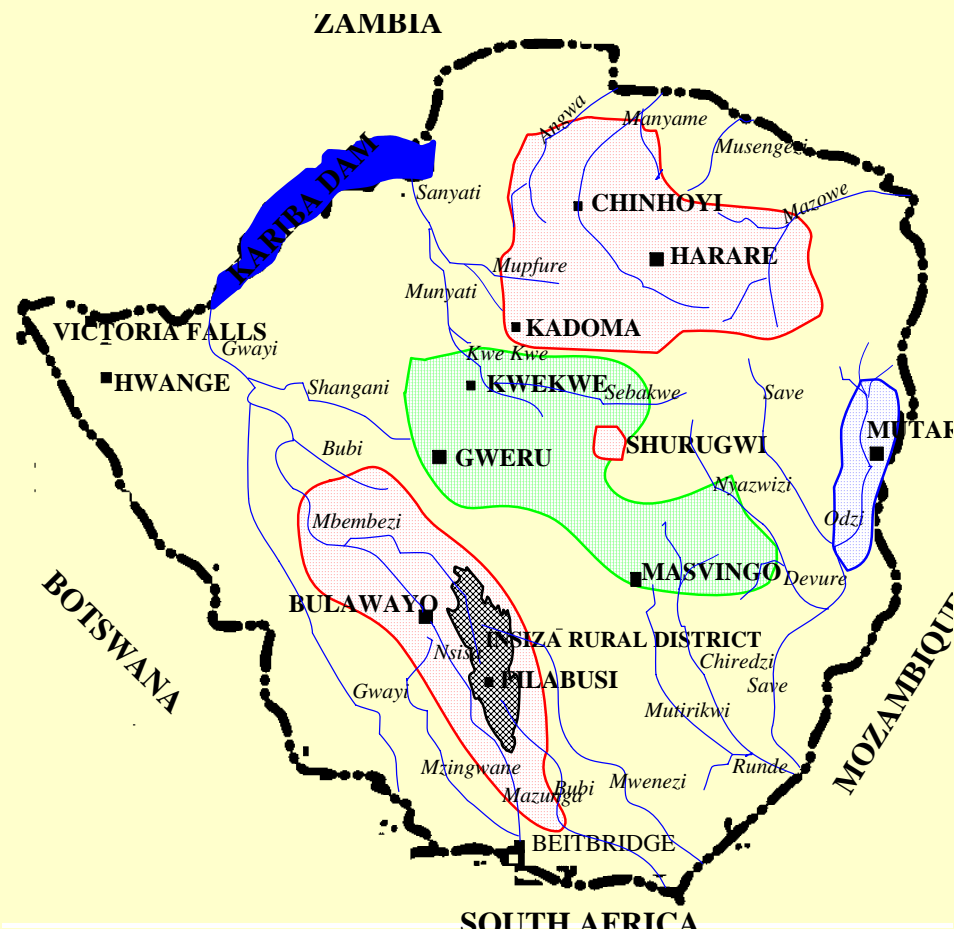 ZAMBIA
Angwa
Manyame
Musengezi
KARIBA DAM
Sanyati
CHINHOYI
Mazowe
HARARE
Mupfure
Munyati
KADOMA
VICTORIA FALLS
Gwayi
Kwe Kwe
HWANGE
Shangani
KWEKWE
Sebakwe
Save
MUTAR
Bubi
GWERU
SHURUGWI
Nyazwizi
Mbembezi
Odzi
MASVINGO
Devure
BOTSWANA
BULAWAYO
INSIZA RURAL DISTRICT
Nsisa
Chiredzi
MOZAMBIQUE
FILABUSI
Save
Gwayi
Mutirikwi
Mzingwane
Runde
Mwenezi
Mazunga
Bubi
BEITBRIDGE
SOUTH AFRICA